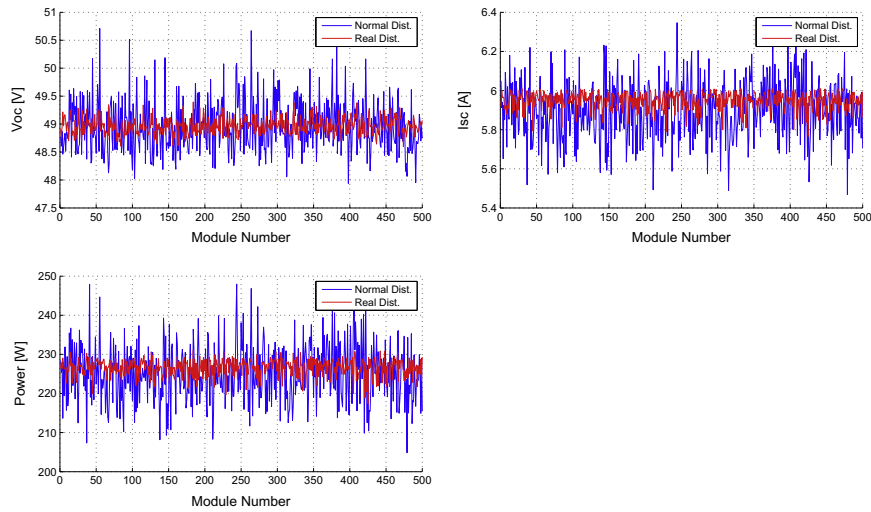 51
50.5
50
49.5
49
48.5
48
47.5
Voc [V]
Normal Dist.
Real Dist.
0 50 100 150 200 250 300 350 400 450 500
Module Number
6.4
6.2
6
5.8
5.6
5.4
Isc [A]
Normal Dist.
Real Dist.
0 50 100 150 200 250 300 350 400 450 500
Module Number
250
240
230
220
210
200
Power [W]
Normal Dist.
Real Dist.
0 50 100 150 200 250 300 350 400 450 500
Module Number